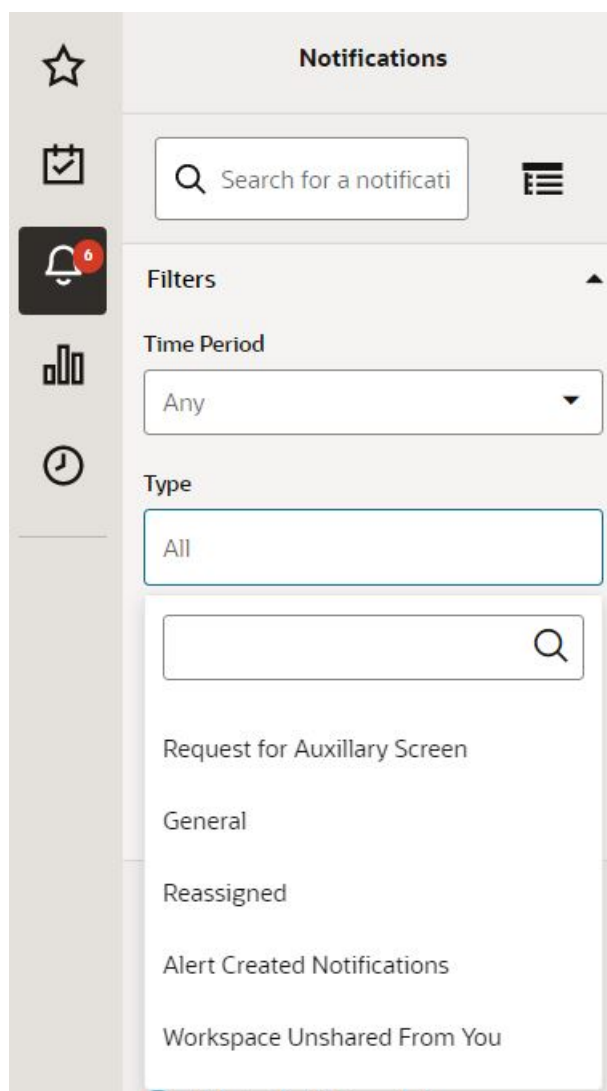 Notifications
Search for a notificati
6
Filters
Time Period
Any
Type
All
Request for Auxillary Screen
General
Reassigned
Alert Created Notifications
Workspace Unshared From You